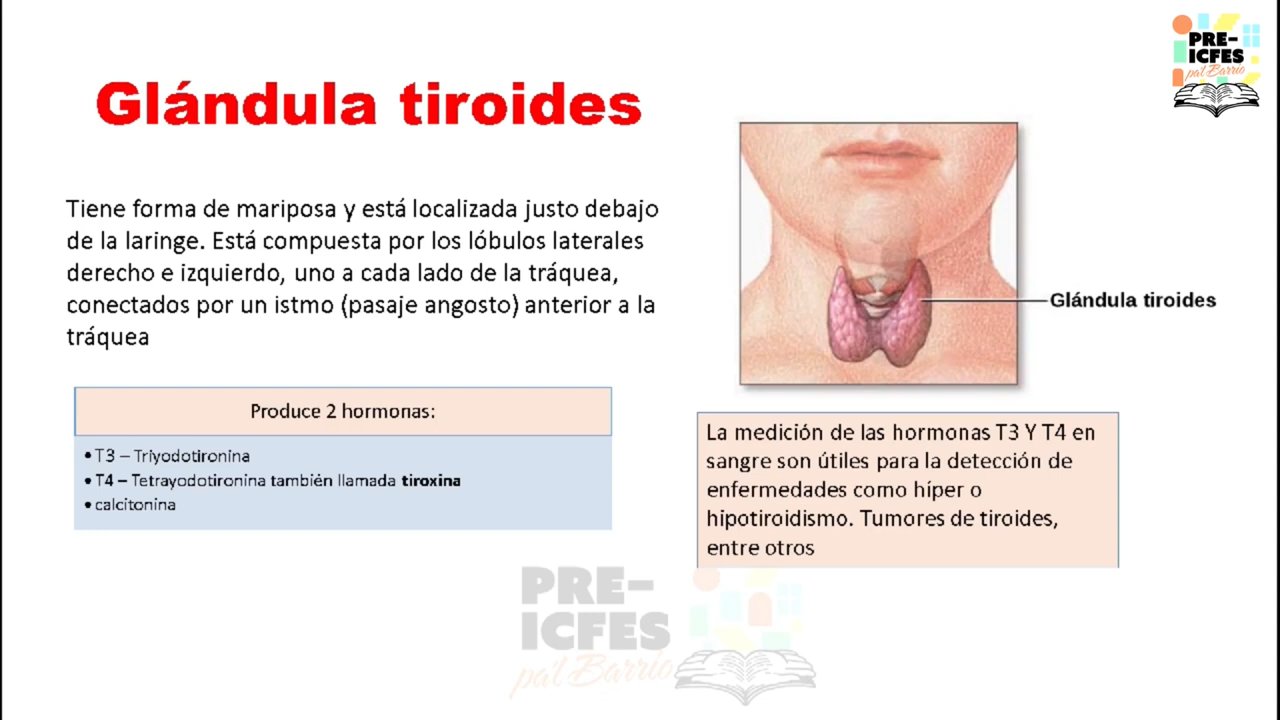 PRE-
ICFES
pa'l Barrio
Glándula tiroides
Tiene forma de mariposa y está localizada justo debajo
de la laringe. Está compuesta por los lóbulos laterales
derecho e izquierdo, uno a cada lado de la tráquea,
conectados por un istmo (pasaje angosto) anterior a la
tráquea
Glándula tiroides
Produce 2 hormonas:
• T3 – Triyodotironina
• T4 – Tetrayodotironina también llamada tiroxina
• calcitonina
La medición de las hormonas T3 Y T4 en
sangre son útiles para la detección de
enfermedades como híper o
hipotiroidismo. Tumores de tiroides,
entre otros
PRE-
ICFES
pa'l Barrio